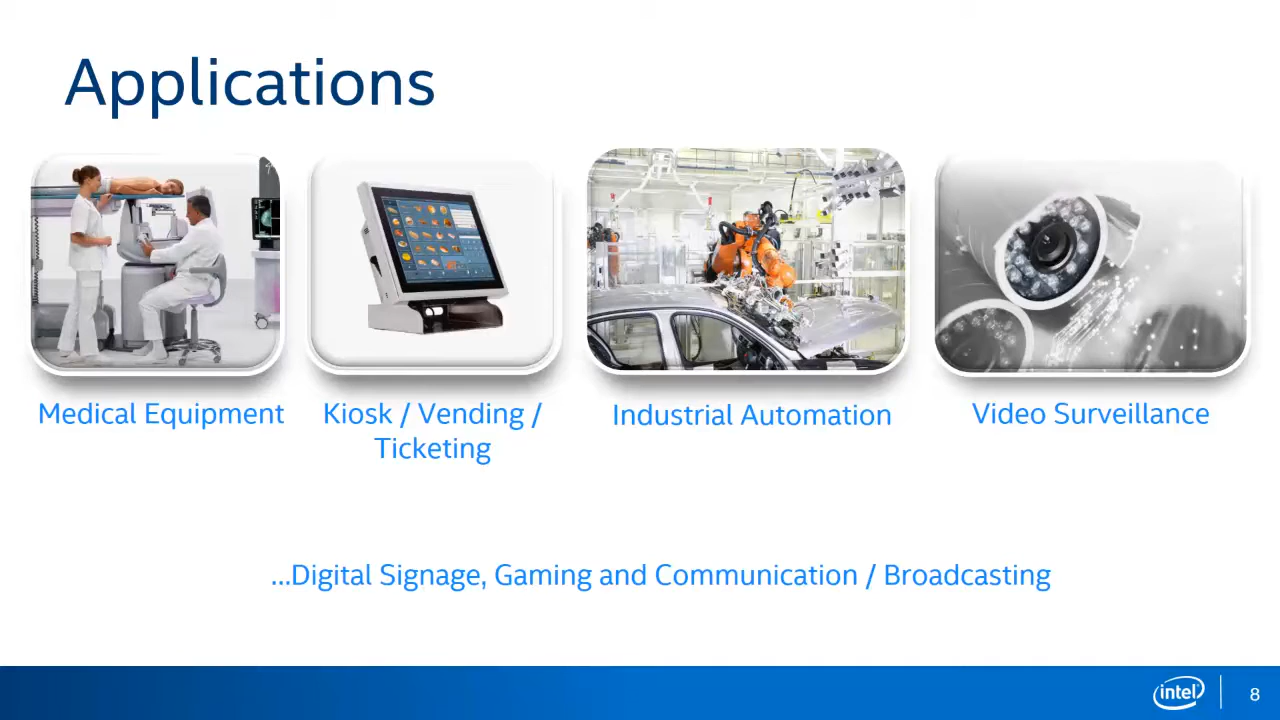 Applications
Medical Equipment
Kiosk / Vending /
Ticketing
Industrial Automation
Video Surveillance
...Digital Signage, Gaming and Communication / Broadcasting
intel
8